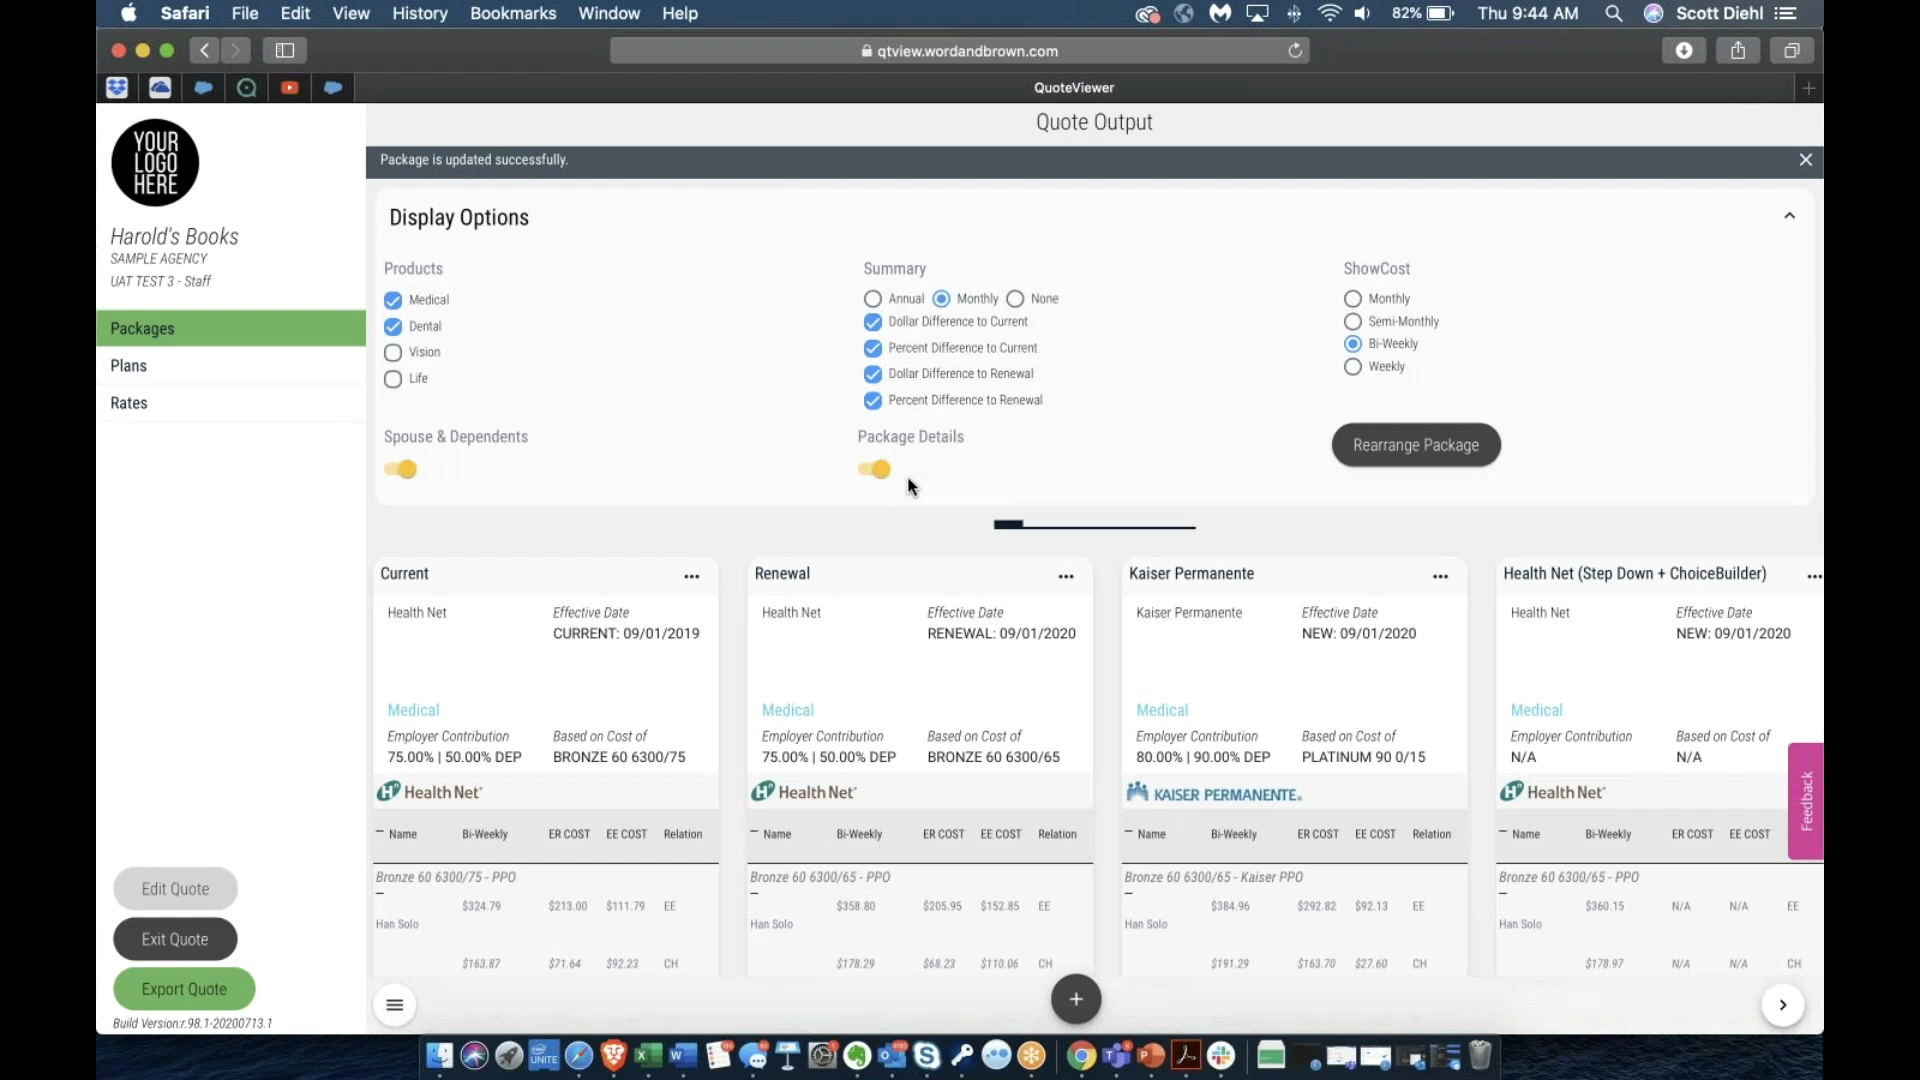 Safari File Edit View History Bookmarks Window Help 82% Thu 9:44 AM Scott Diehl
qtview.wordandbrown.com
QuoteViewer
YOUR
LOGO
HERE
Harold's Books
SAMPLE AGENCY
UAT TEST 3 - Staff
Packages
Plans
Rates
Edit Quote
Exit Quote
Export Quote
Build Version:r.98.1-20200713.1
Quote Output
Package is updated successfully.
Display Options
Products
Medical
Dental
Vision
Life
Summary
Annual Monthly None
Dollar Difference to Current
Percent Difference to Current
Dollar Difference to Renewal
Percent Difference to Renewal
ShowCost
Monthly
Semi-Monthly
Bi-Weekly
Weekly
Spouse & Dependents
Package Details
Rearrange Package
Current
Health Net Effective Date
CURRENT: 09/01/2019
Medical
Employer Contribution Based on Cost of
75.00% | 50.00% DEP BRONZE 60 6300/75
Health Net
Name Bi-Weekly ER COST EE COST Relation
Bronze 60 6300/75 - PPO
$324.79 $213.00 $111.79 EE
Han Solo
$163.87 $71.64 $92.23 CH
Renewal
Health Net Effective Date
RENEWAL: 09/01/2020
Medical
Employer Contribution Based on Cost of
75.00% | 50.00% DEP BRONZE 60 6300/65
Health Net
Name Bi-Weekly ER COST EE COST Relation
Bronze 60 6300/65 - PPO
$358.80 $205.95 $152.85 EE
Han Solo
$178.29 $68.23 $110.06 CH
Kaiser Permanente
Kaiser Permanente Effective Date
NEW: 09/01/2020
Medical
Employer Contribution Based on Cost of
80.00% | 90.00% DEP PLATINUM 90 0/15
KAISER PERMANENTE.
Name Bi-Weekly ER COST EE COST Relation
Bronze 60 6300/65 - Kaiser PPO
$384.96 $292.82 $92.13 EE
Han Solo
$191.29 $163.70 $27.60 CH
Health Net (Step Down + ChoiceBuilder)
Health Net Effective Date
NEW: 09/01/2020
Medical
Employer Contribution Based on Cost of
N/A N/A
Health Net
Name Bi-Weekly ER COST EE COST
Bronze 60 6300/65 - PPO
$360.15 N/A N/A EE
Han Solo
$178.97 N/A N/A CH
Feedback